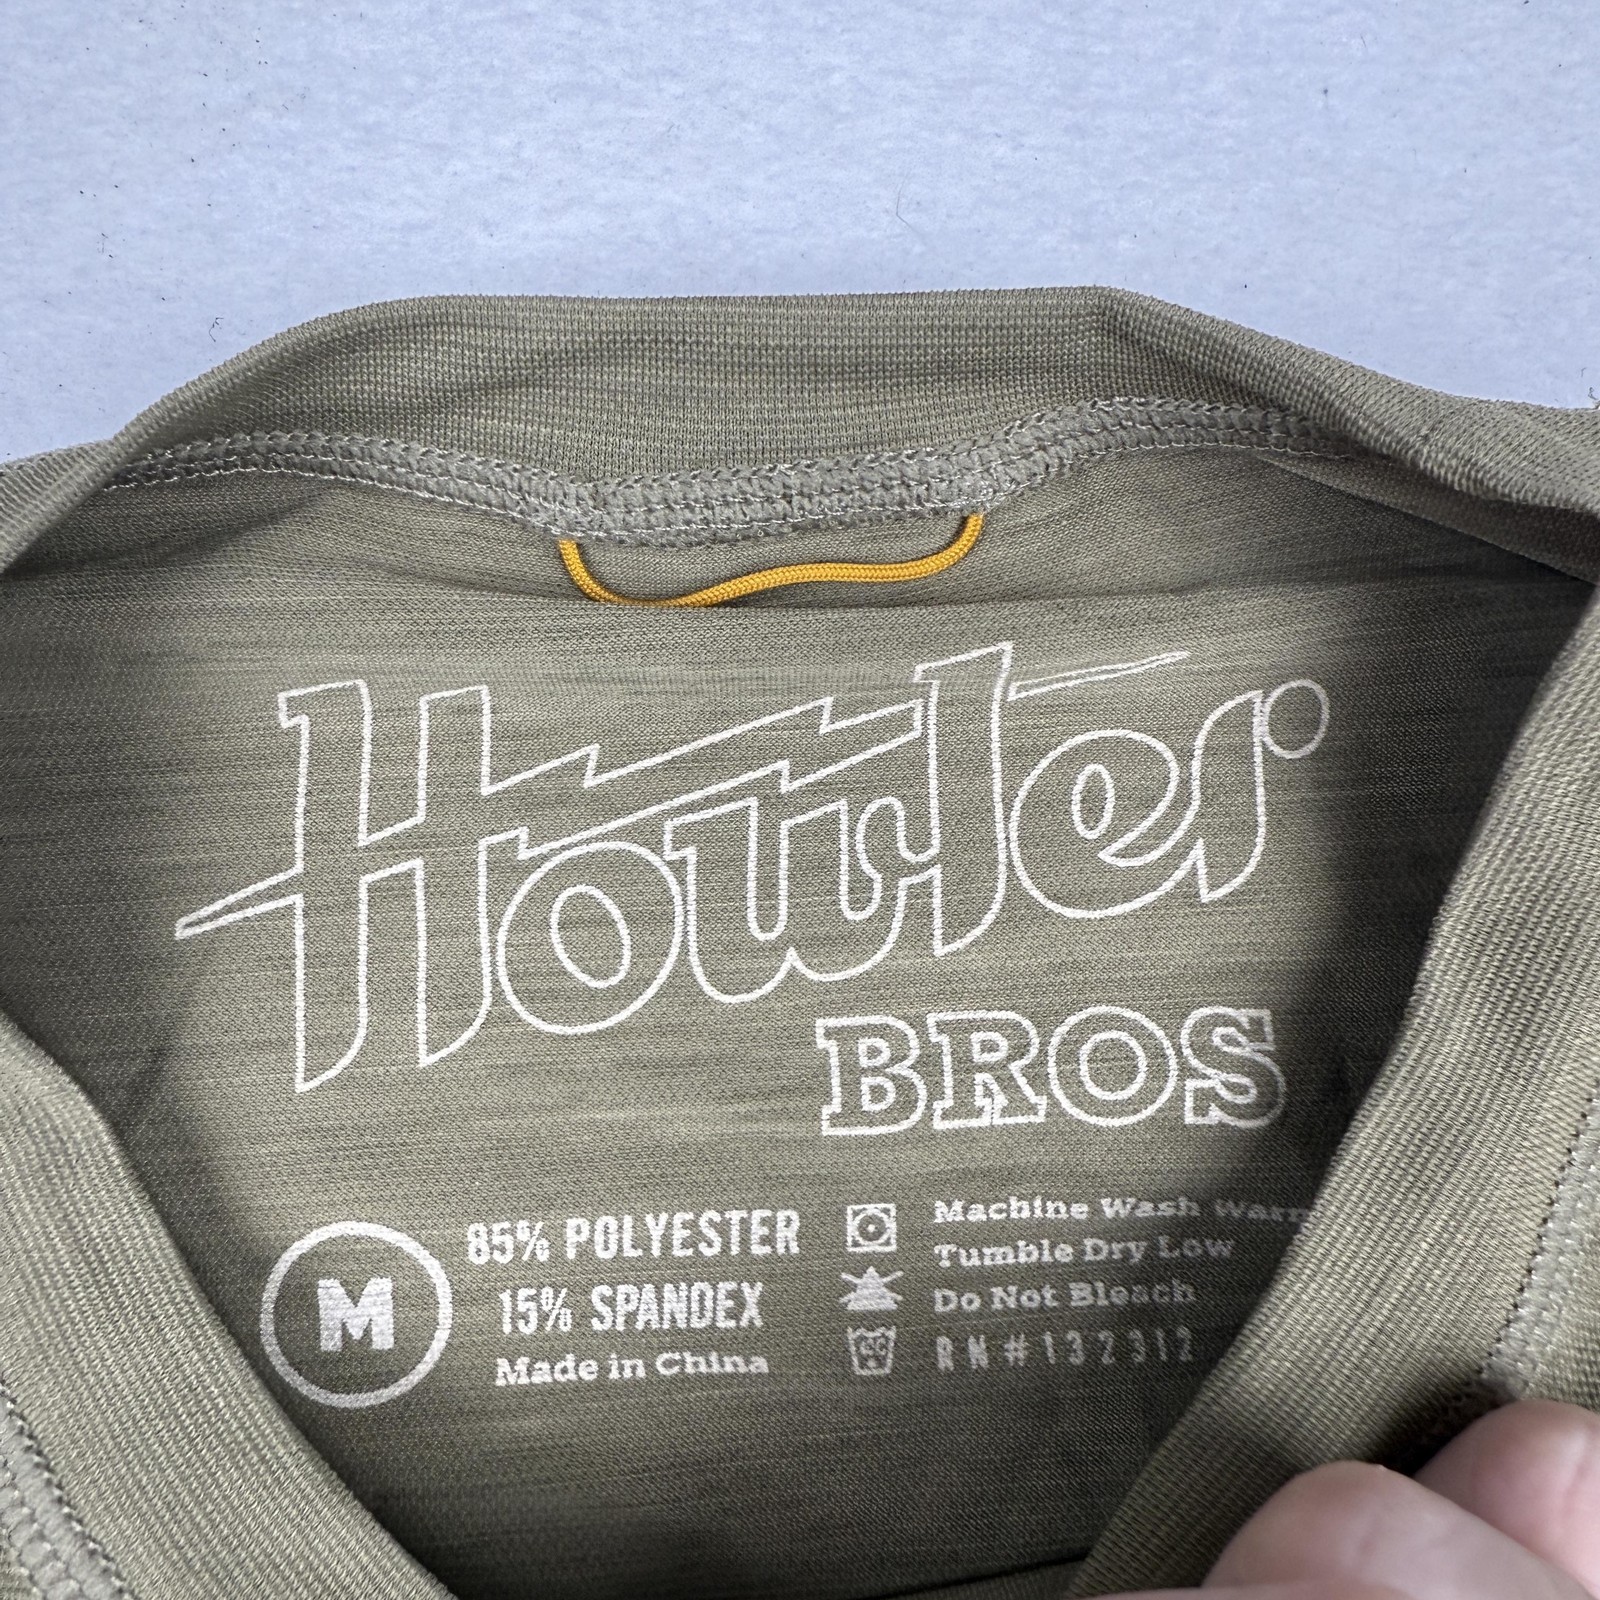 Howler
BROS
M
85% POLYESTER
15% SPANDEX
Made in China
Machine Wash Warm
Tumble Dry Low
Do Not Bleach
RN#132312